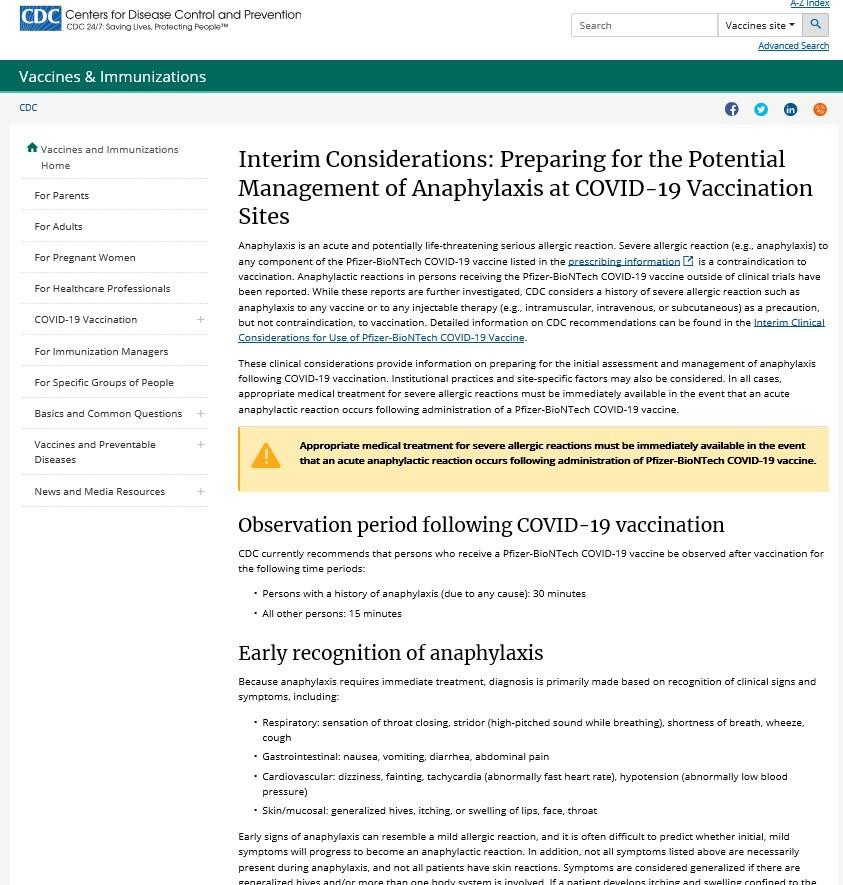 A-Z Index
CDC
Centers for Disease Control and Prevention
CDC 24/7: Saving Lives, Protecting People™
Search
Vaccines site
Advanced Search
Vaccines & Immunizations
CDC
Vaccines and Immunizations
Home
For Parents
For Adults
For Pregnant Women
For Healthcare Professionals
COVID-19 Vaccination
For Immunization Managers
For Specific Groups of People
Basics and Common Questions
Vaccines and Preventable
Diseases
News and Media Resources
Interim Considerations: Preparing for the Potential
Management of Anaphylaxis at COVID-19 Vaccination
Sites
Anaphylaxis is an acute and potentially life-threatening serious allergic reaction. Severe allergic reaction (e.g., anaphylaxis) to
any component of the Pfizer-BioNTech COVID-19 vaccine listed in the prescribing information is a contraindication to
vaccination. Anaphylactic reactions in persons receiving the Pfizer-BioNTech COVID-19 vaccine outside of clinical trials have
been reported. While these reports are further investigated, CDC considers a history of severe allergic reaction such as
anaphylaxis to any vaccine or to any injectable therapy (e.g., intramuscular, intravenous, or subcutaneous) as a precaution,
but not contraindication, to vaccination. Detailed information on CDC recommendations can be found in the Interim Clinical
Considerations for Use of Pfizer-BioNTech COVID-19 Vaccine.
These clinical considerations provide information on preparing for the initial assessment and management of anaphylaxis
following COVID-19 vaccination. Institutional practices and site-specific factors may also be considered. In all cases,
appropriate medical treatment for severe allergic reactions must be immediately available in the event that an acute
anaphylactic reaction occurs following administration of a Pfizer-BioNTech COVID-19 vaccine.
Appropriate medical treatment for severe allergic reactions must be immediately available in the event
that an acute anaphylactic reaction occurs following administration of Pfizer-BioNTech COVID-19 vaccine.
Observation period following COVID-19 vaccination
CDC currently recommends that persons who receive a Pfizer-BioNTech COVID-19 vaccine be observed after vaccination for
the following time periods:
• Persons with a history of anaphylaxis (due to any cause): 30 minutes
• All other persons: 15 minutes
Early recognition of anaphylaxis
Because anaphylaxis requires immediate treatment, diagnosis is primarily made based on recognition of clinical signs and
symptoms, including:
• Respiratory: sensation of throat closing, stridor (high-pitched sound while breathing), shortness of breath, wheeze,
cough
• Gastrointestinal: nausea, vomiting, diarrhea, abdominal pain
• Cardiovascular: dizziness, fainting, tachycardia (abnormally fast heart rate), hypotension (abnormally low blood
pressure)
• Skin/mucosal: generalized hives, itching, or swelling of lips, face, throat
Early signs of anaphylaxis can resemble a mild allergic reaction, and it is often difficult to predict whether initial, mild
symptoms will progress to become an anaphylactic reaction. In addition, not all symptoms listed above are necessarily
present during anaphylaxis, and not all patients have skin reactions. Symptoms are considered generalized if there are
generalized hives and/or more than one body system is involved. If a patient develops itching and swelling confined to the